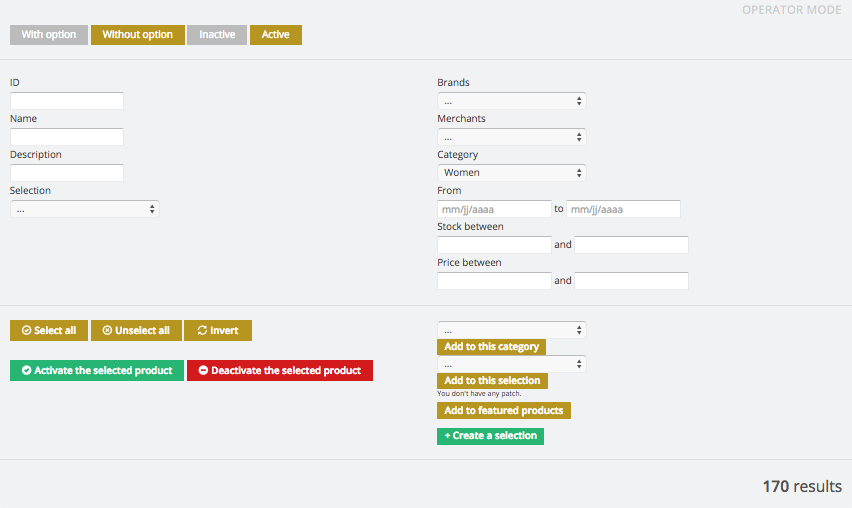 OPERATOR MODE
With option Without option Inactive Active
ID
Name
Description
Selection
...
Brands
...
Merchants
...
Category
Women
From
mm/jj/aaaa to mm/jj/aaaa
Stock between
and
Price between
and
Select all Unselect all Invert
Activate the selected product Deactivate the selected product
...
Add to this category
...
Add to this selection
You don't have any patch.
Add to featured products
+ Create a selection
170 results